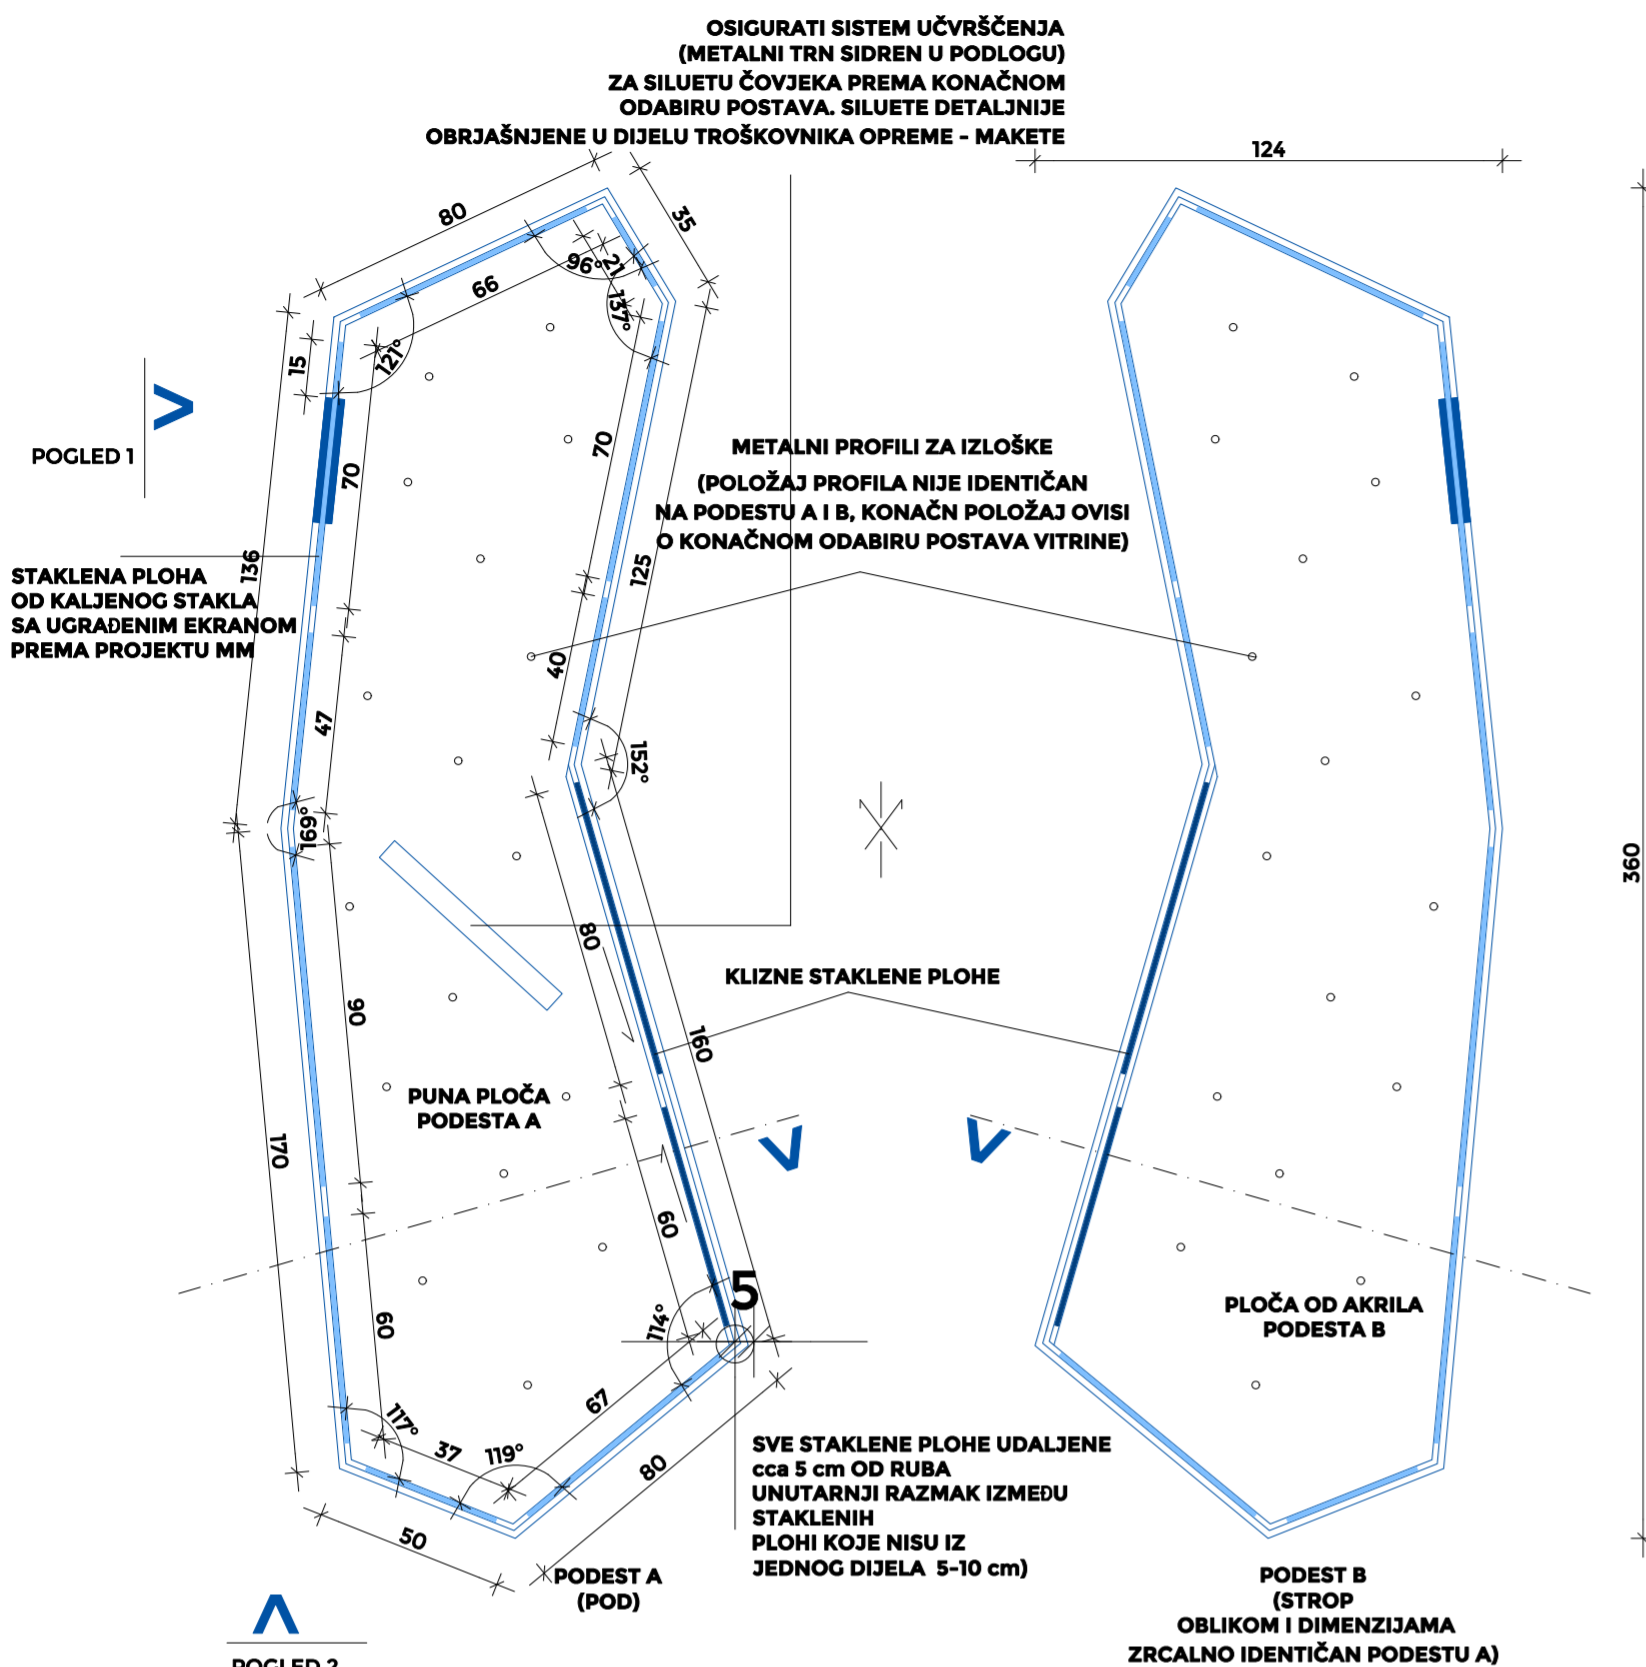 OSIGURATI SISTEM UČVRŠČENJA
(METALNI TRN SIDREN U PODLOGU)
ZA SILUETU ČOVJEKA PREMA KONAČNOM
ODABIRU POSTAVA. SILUETE DETALJNIJE
OBRJAŠNJENE U DIJELU TROŠKOVNIKA OPREME - MAKETE
124
80
35
96°
21
66
137°
121°
15
POGLED 1
70
70
METALNI PROFILI ZA IZLOŠKE
(POLOŽAJ PROFILA NIJE IDENTIČAN
NA PODESTU A I B, KONAČN POLOŽAJ OVISI
O KONAČNOM ODABIRU POSTAVA VITRINE)
136
125
STAKLENA PLOHA
OD KALJENOG STAKLA
SA UGRAĐENIM EKRANOM
PREMA PROJEKTU MM
40
47
152°
169°
360
80
KLIZNE STAKLENE PLOHE
90
160
PUNA PLOČA
PODESTA A
170
60
5
114°
60
PLOČA OD AKRILA
PODESTA B
67
117°
37
119°
80
50
SVE STAKLENE PLOHE UDALJENE
cca 5 cm OD RUBA
UNUTARNJI RAZMAK IZMEĐU
STAKLENIH
PLOHI KOJE NISU IZ
JEDNOG DIJELA 5-10 cm)
PODEST A
(POD)
PODEST B
(STROP
OBLIKOM I DIMENZIJAMA
ZRCALNO IDENTIČAN PODESTU A)
POGLED 2